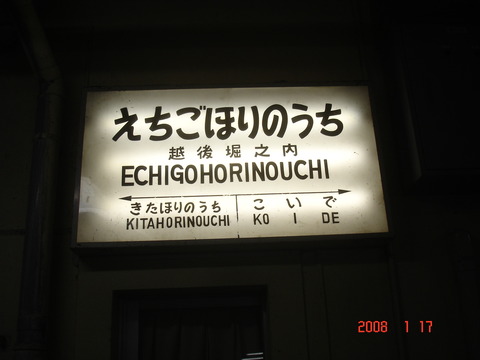 えちごほりのうち
越後堀之内
ECHIGOHORINOUCHI
きたほりのうち こいで
KITAHORINOUCHI KO I DE
2008 1 17